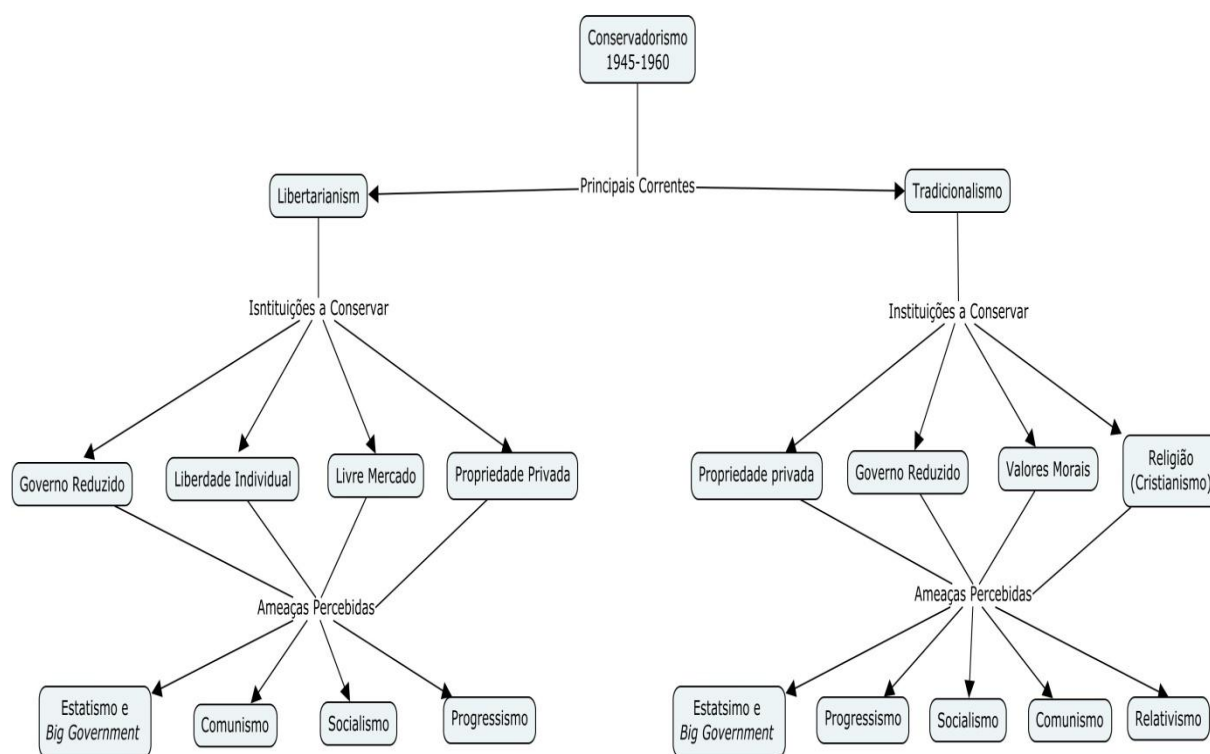 Conservadorismo
1945-1960
Principais Correntes
Libertarianism
Tradicionalismo
Isntituições a Conservar
Instituições a Conservar
Governo Reduzido
Liberdade Individual
Livre Mercado
Propriedade Privada
Propriedade privada
Governo Reduzido
Valores Morais
Religião
(Cristianismo)
Ameaças Percebidas
Ameaças Percebidas
Estatismo e
Big Government
Comunismo
Socialismo
Progressismo
Estatsimo e
Big Government
Progressismo
Socialismo
Comunismo
Relativismo